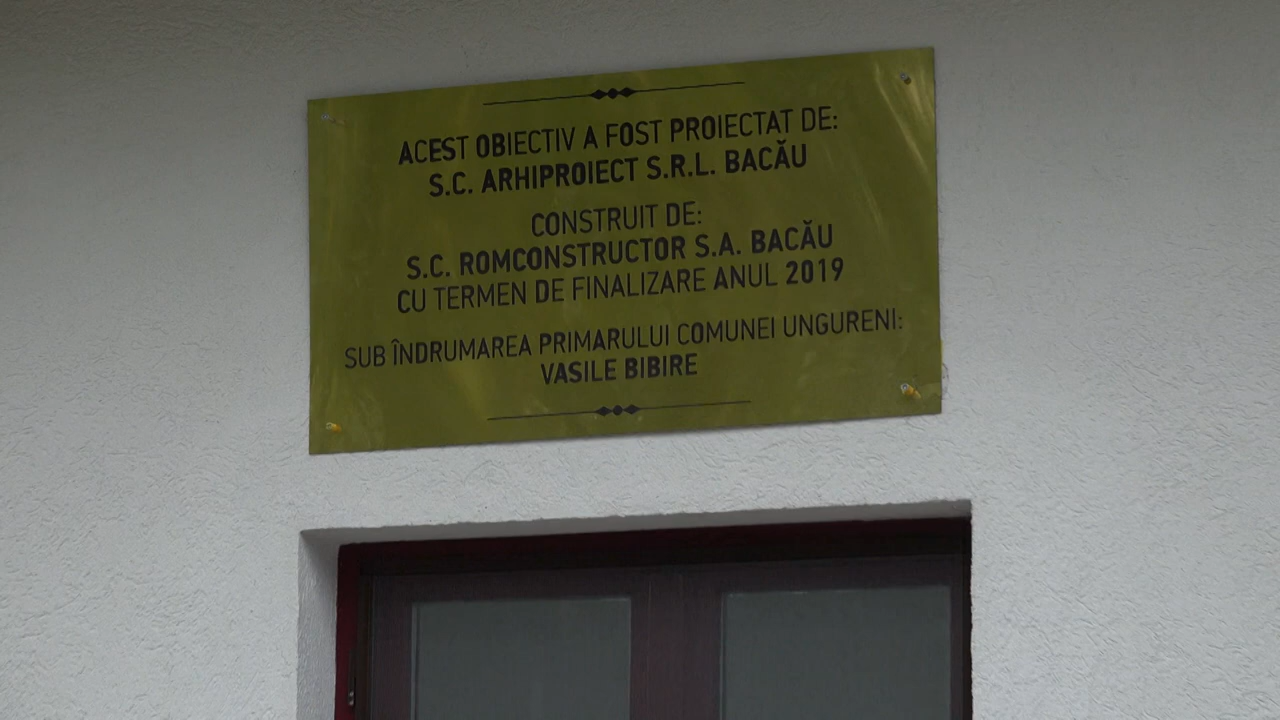 ACEST OBIECTIV A FOST PROIECTAT DE:
S.C. ARHIPROIECT S.R.L. BACĂU
CONSTRUIT DE:
S.C. ROMCONSTRUCTOR S.A. BACĂU
CU TERMEN DE FINALIZARE ANUL 2019
SUB ÎNDRUMAREA PRIMARULUI COMUNEI UNGURENI:
VASILE BIBIRE